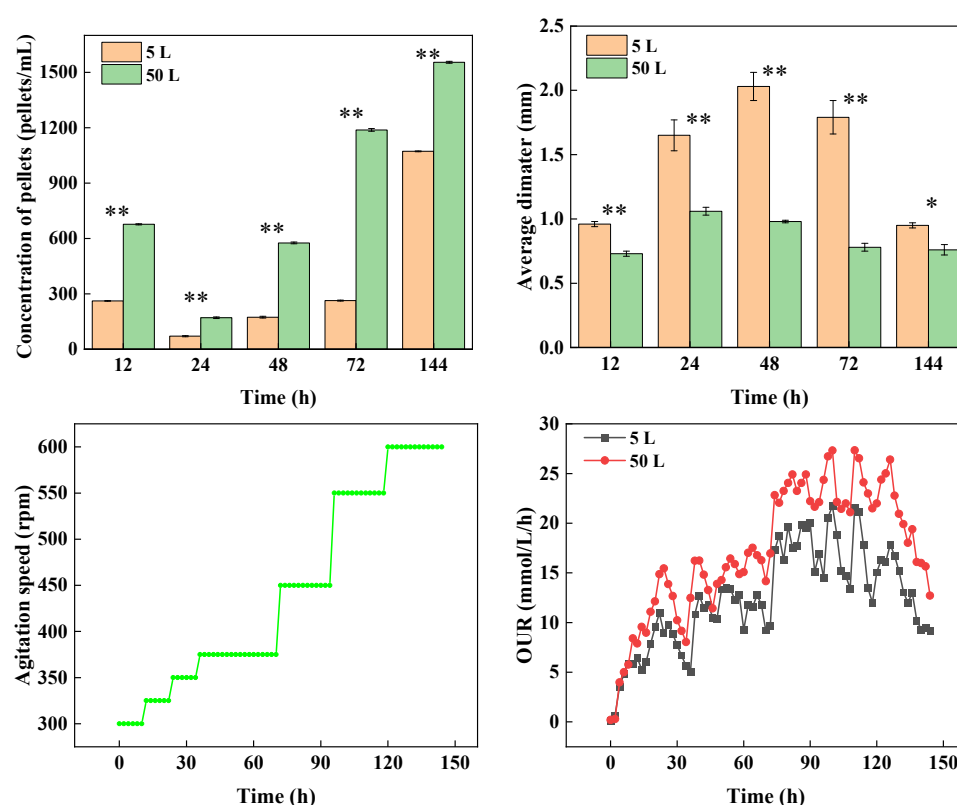 Concentration of pellets (pellets/mL)
1500
1200
900
600
300
0
5 L
50 L
**
**
**
**
**
12 24 48 72 144
Time (h)
Average dimater (mm)
2.5
2.0
1.5
1.0
0.5
0.0
5 L
50 L
**
**
**
**
*
12 24 48 72 144
Time (h)
Agitation speed (rpm)
600
550
500
450
400
350
300
0 30 60 90 120 150
Time (h)
OUR (mmol/L/h)
30
25
20
15
10
5
0
5 L
50 L
0 30 60 90 120 150
Time (h)